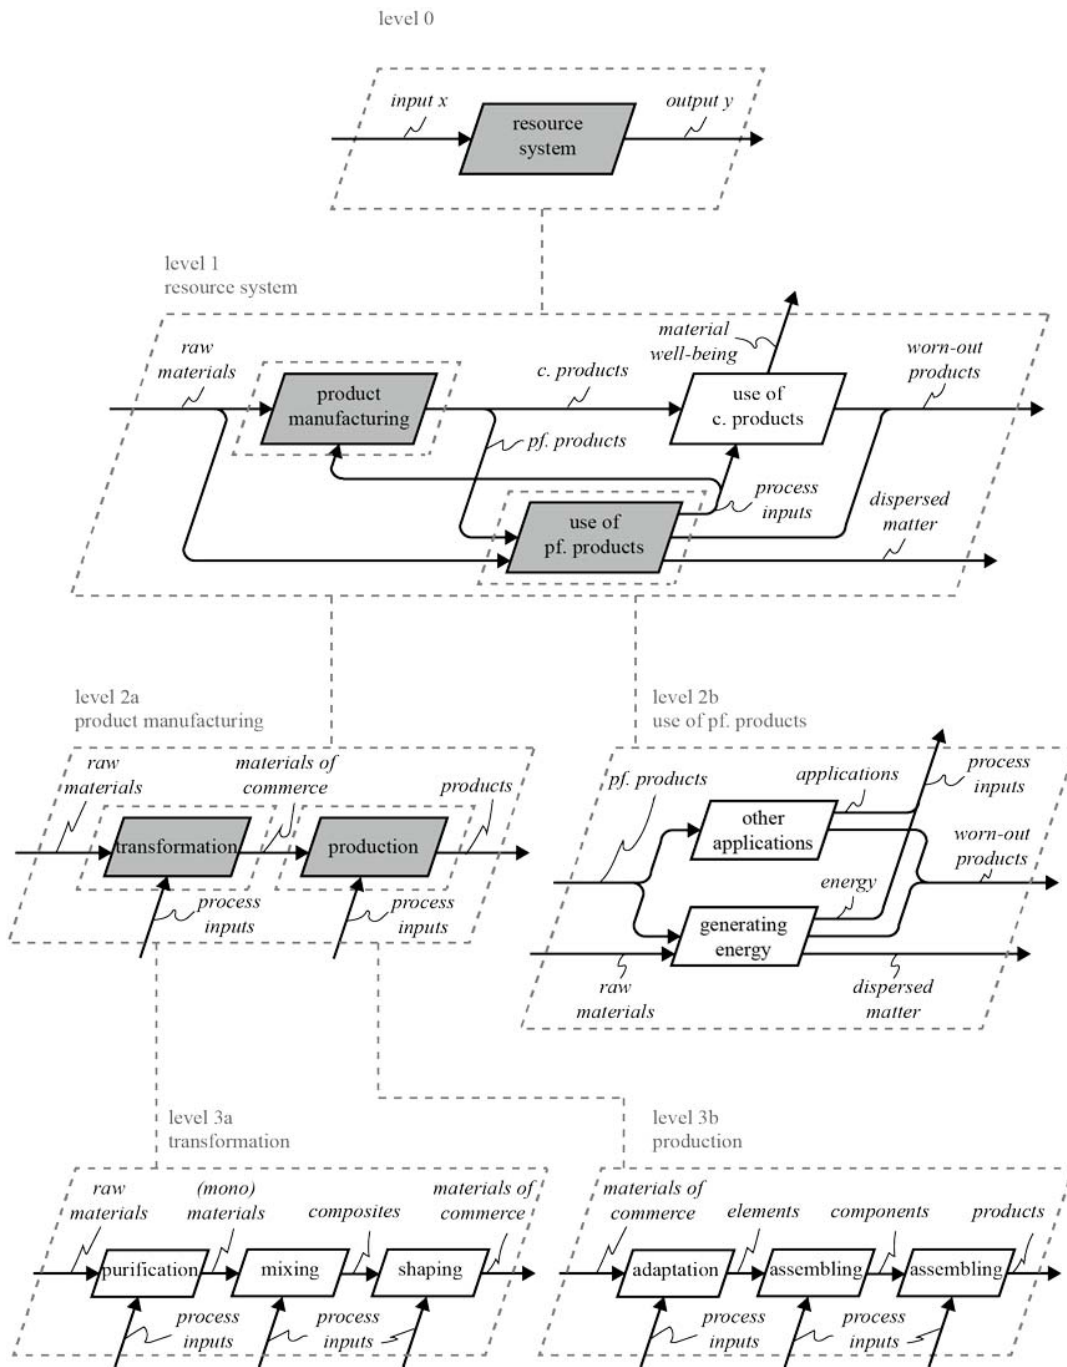 level 0
input x
output y
resource
system
level 1
resource system
raw
materials
product
manufacturing
c. products
pf. products
material
well-being
use of
c. products
worn-out
products
process
inputs
use of
pf. products
dispersed
matter
level 2a
product manufacturing
raw
materials
transformation
materials of
commerce
production
products
process
inputs
process
inputs
level 2b
use of pf. products
pf. products
applications
process
inputs
other
applications
worn-out
products
energy
generating
energy
raw
materials
dispersed
matter
level 3a
transformation
raw
materials
(mono)
materials
composites
materials of
commerce
purification
mixing
shaping
process
inputs
process
inputs
level 3b
production
materials of
commerce
elements
components
products
adaptation
assembling
assembling
process
inputs
process
inputs